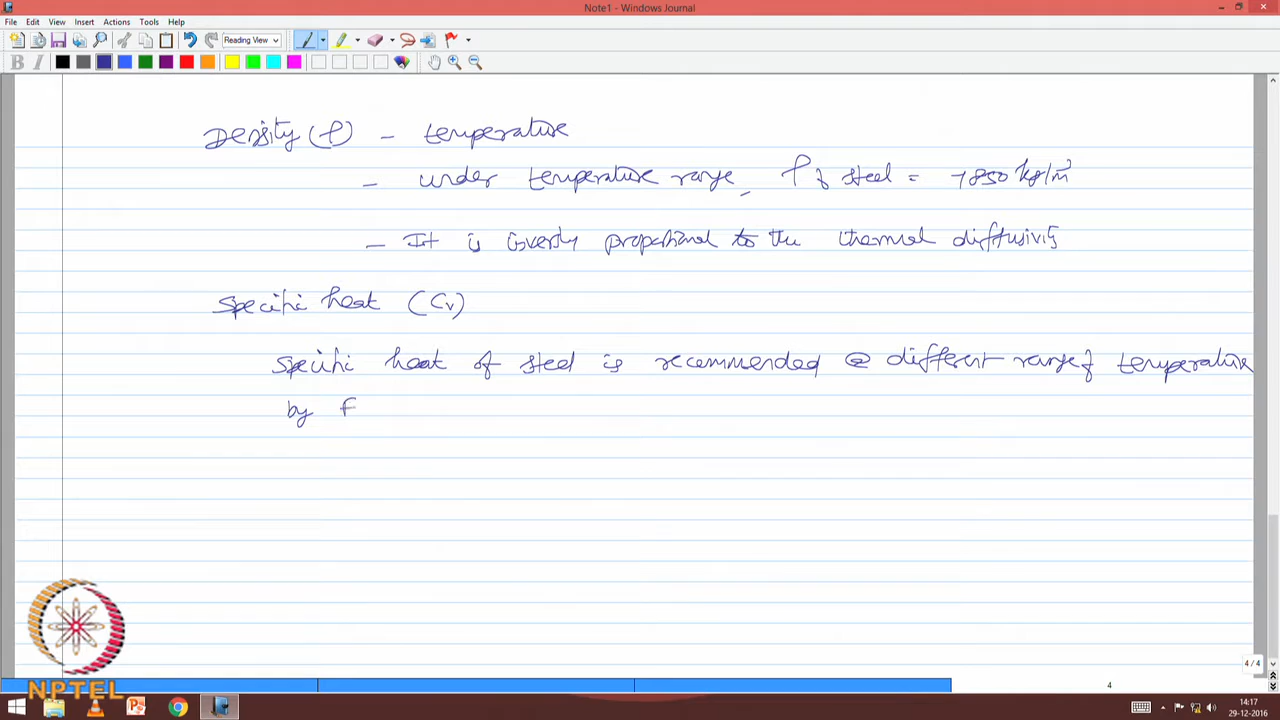 Note1 - Windows Journal
File Edit View Insert Actions Tools Help
Reading View
B I
Density (ρ) - temperature
- under temperature range, ρ of steel = 7850 kg/m³
- It is inversely proportional to the thermal diffusivity
Specific heat (Cv)
Specific heat of steel is recommended @ different range of temperature
by E
4 / 4
4
NPTEL
14:17
29-12-2016